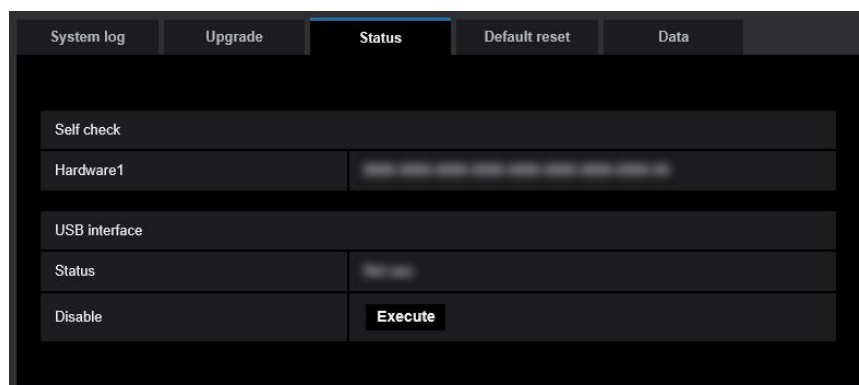 System log Upgrade Status Default reset Data
Self check
Hardware1
USB interface
Status
Disable Execute